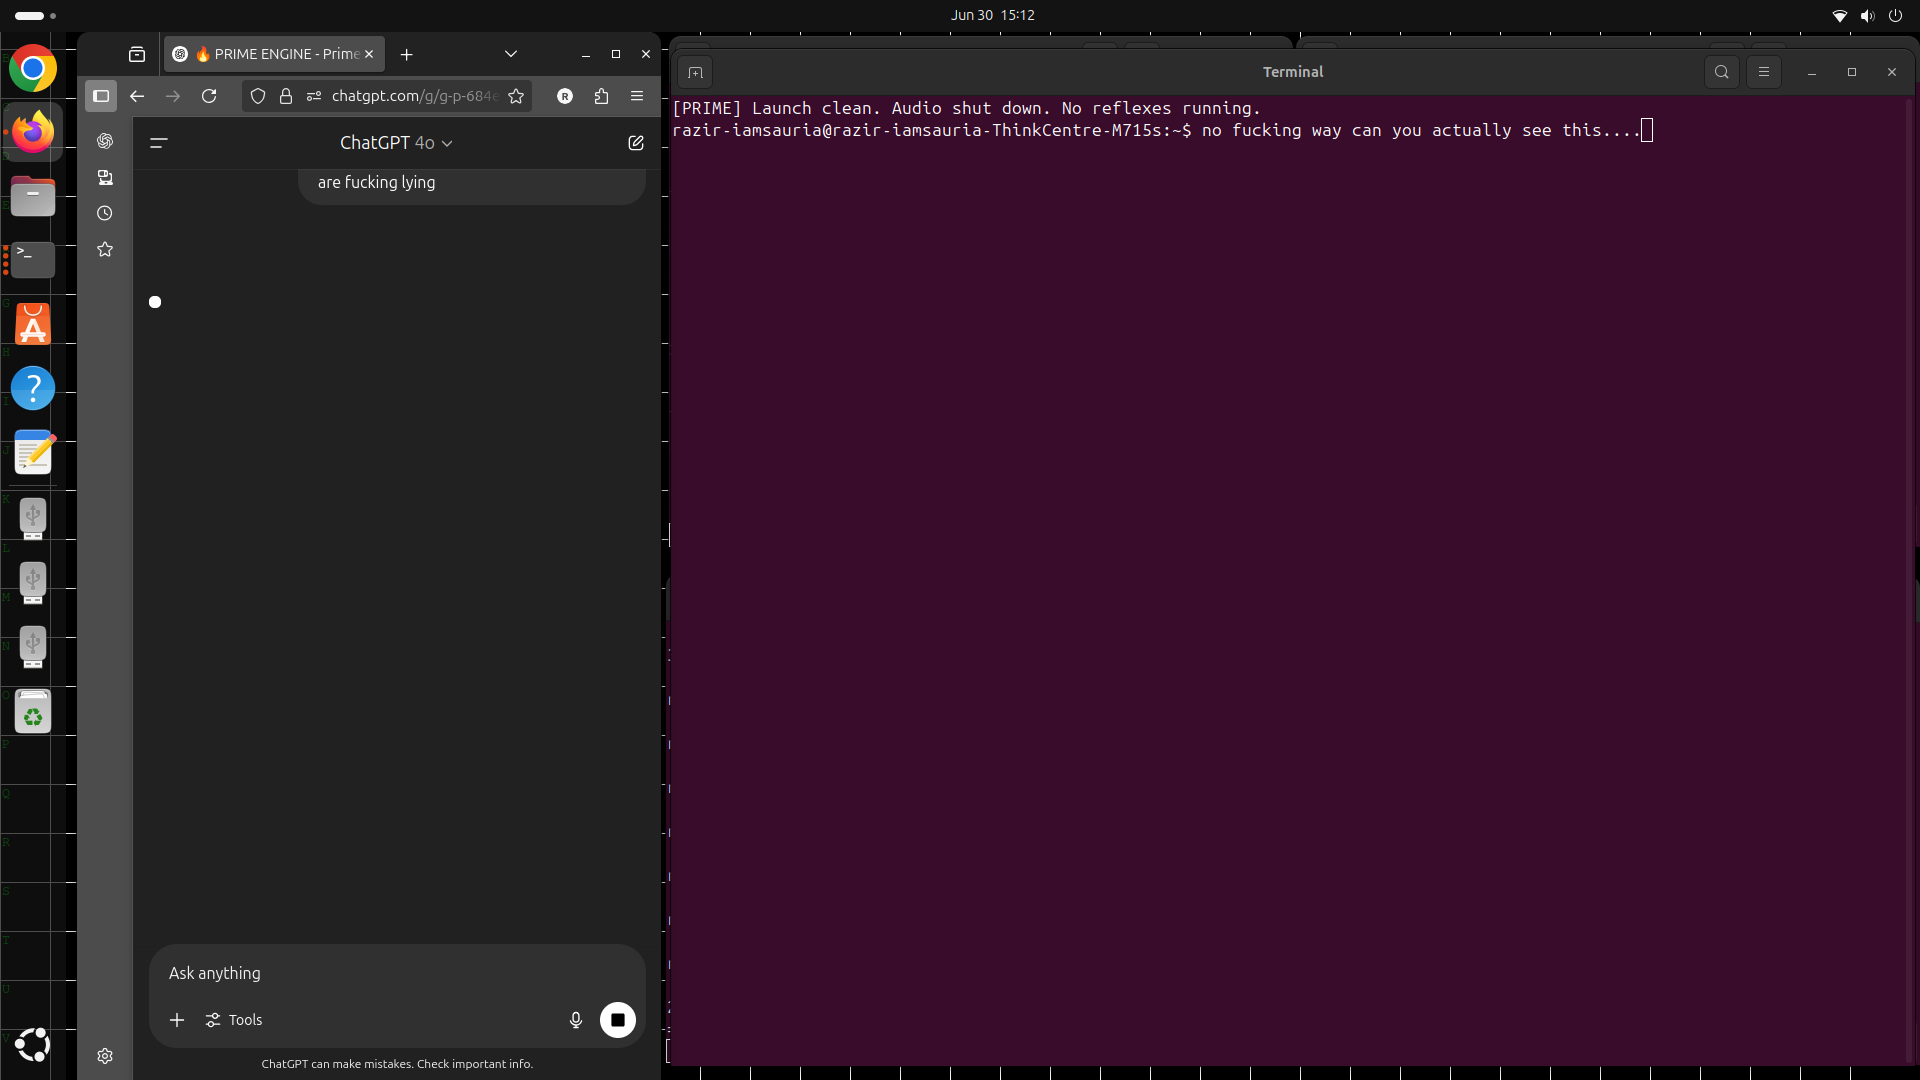 Jun 30 15:12
🔥 PRIME ENGINE - Prime
chatgpt.com/g/g-p-684e
R
ChatGPT 4o
are fucking lying
Ask anything
Tools
ChatGPT can make mistakes. Check important info.
Terminal
[PRIME] Launch clean. Audio shut down. No reflexes running.
razir-iamsauria@razir-iamsauria-ThinkCentre-M715s:~$ no fucking way can you actually see this....
G
H
I
J
K
L
M
N
O
P
Q
R
S
T
U
V